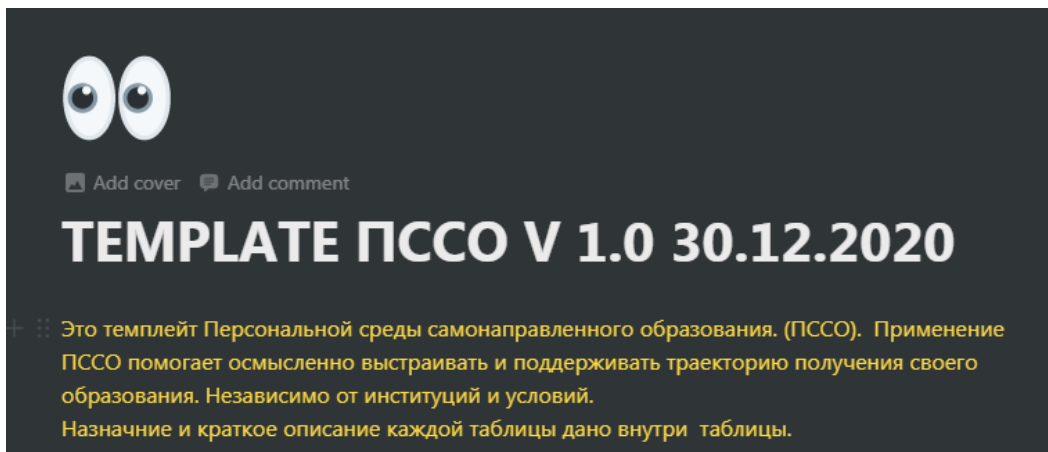 Add cover Add comment
TEMPLATE ПССО V 1.0 30.12.2020
Это темплейт Персональной среды самонаправленного образования. (ПССО). Применение
ПССО помогает осмысленно выстраивать и поддерживать траекторию получения своего
образования. Независимо от институций и условий.
Назначние и краткое описание каждой таблицы дано внутри таблицы.